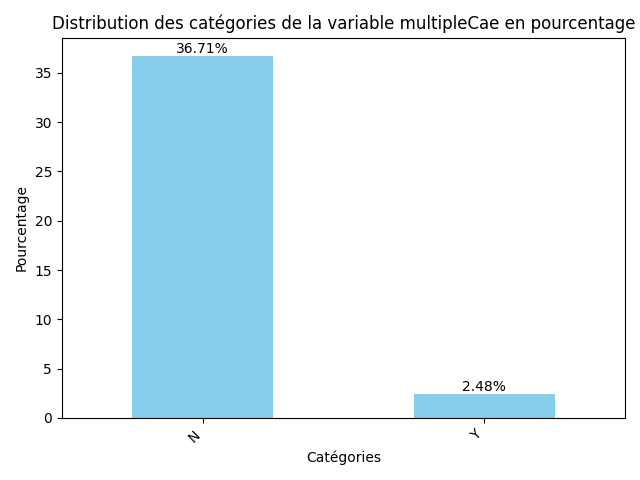 Distribution des catégories de la variable multipleCae en pourcentage
36.71%
35
30
25
20
15
10
5
0
Pourcentage
2.48%
N
Y
Catégories